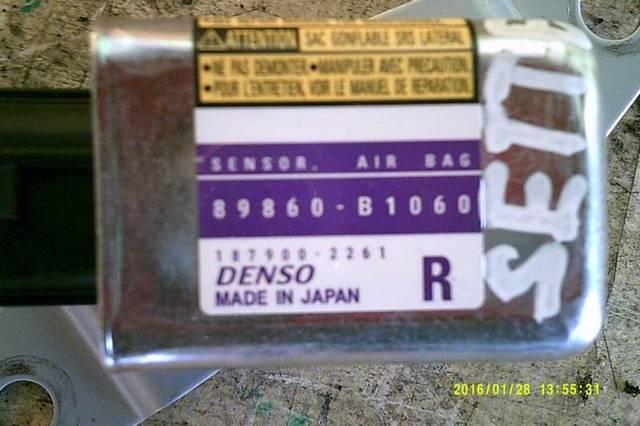 ATTENTION SAC GONFLABLE SRS LATERAL
• NE PAS DEMONTER • MANIPULER AVEC PRECAUTION
• POUR L'ENTRETIEN, VOIR LE MANUEL DE REPARATION
SENSOR, AIR BAG
89860-B1060
187900-2261
DENSO
MADE IN JAPAN
R
2016/01/28 13:55:31